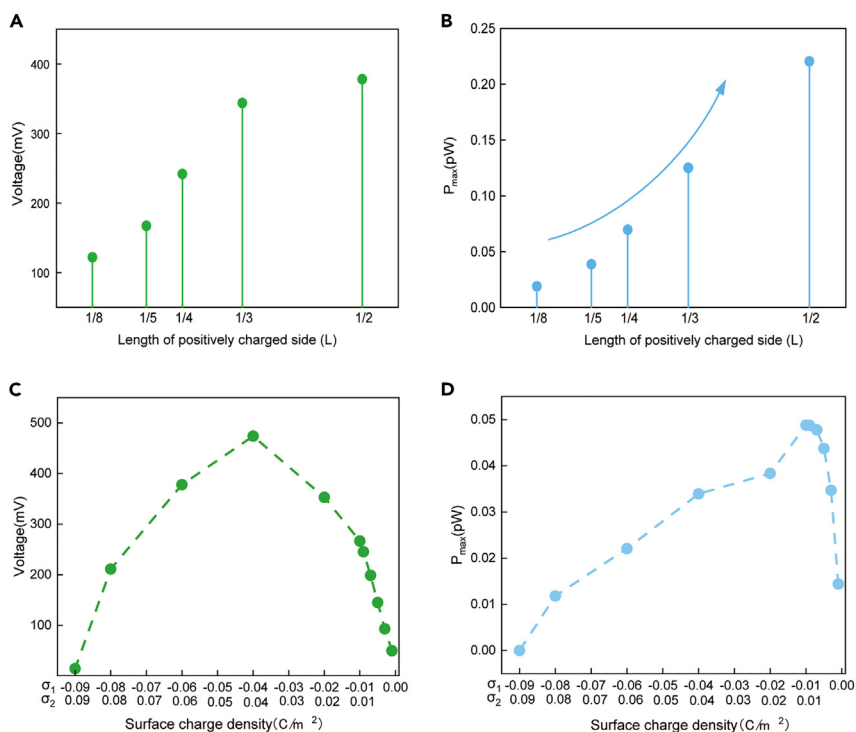 A
Voltage(mV)
400
300
200
100
1/8 1/5 1/4 1/3 1/2
Length of positively charged side (L)
B
Pmax(pW)
0.25
0.20
0.15
0.10
0.05
0.00
1/8 1/5 1/4 1/3 1/2
Length of positively charged side (L)
C
Voltage(mV)
500
400
300
200
100
σ1 -0.09 -0.08 -0.07 -0.06 -0.05 -0.04 -0.03 -0.02 -0.01 0.00
σ2 0.09 0.08 0.07 0.06 0.05 0.04 0.03 0.02 0.01
Surface charge density(C/m²)
D
Pmax(pW)
0.05
0.04
0.03
0.02
0.01
0.00
σ1 -0.09 -0.08 -0.07 -0.06 -0.05 -0.04 -0.03 -0.02 -0.01 0.00
σ2 0.09 0.08 0.07 0.06 0.05 0.04 0.03 0.02 0.01
Surface charge density(C/m²)